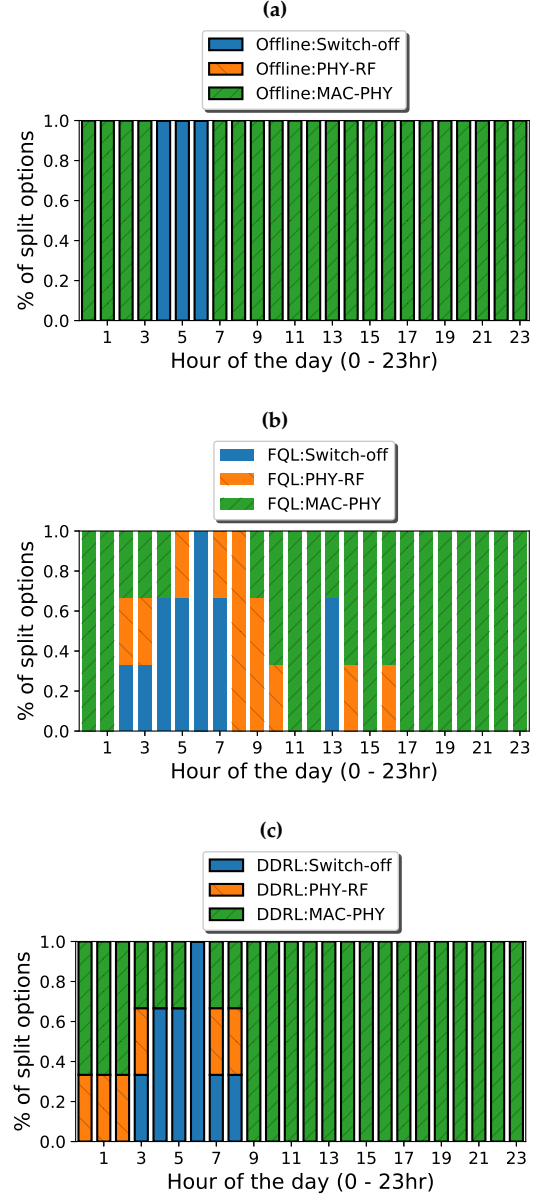 (a)
Offline:Switch-off
Offline:PHY-RF
Offline:MAC-PHY
1.0
0.8
0.6
0.4
0.2
0.0
% of split options
1 3 5 7 9 11 13 15 17 19 21 23
Hour of the day (0 - 23hr)
(b)
FQL:Switch-off
FQL:PHY-RF
FQL:MAC-PHY
1.0
0.8
0.6
0.4
0.2
0.0
% of split options
1 3 5 7 9 11 13 15 17 19 21 23
Hour of the day (0 - 23hr)
(c)
DDRL:Switch-off
DDRL:PHY-RF
DDRL:MAC-PHY
1.0
0.8
0.6
0.4
0.2
0.0
% of split options
1 3 5 7 9 11 13 15 17 19 21 23
Hour of the day (0 - 23hr)